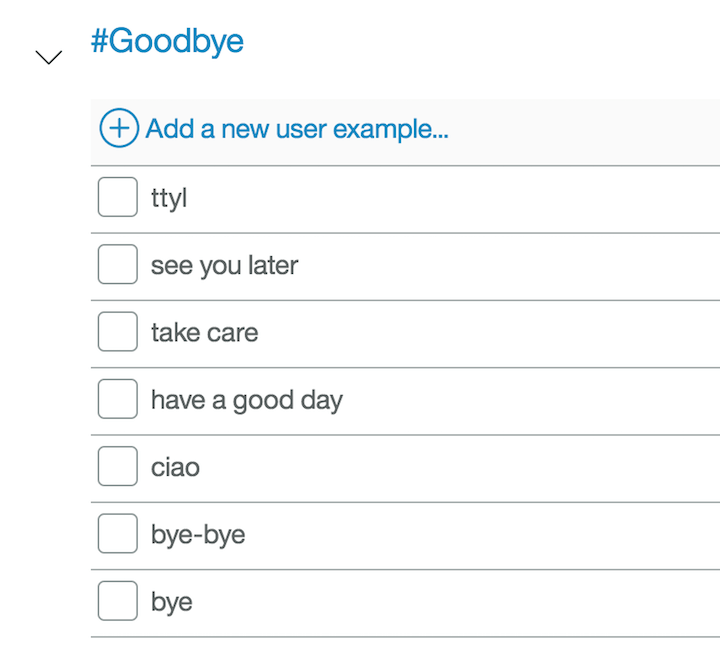 #Goodbye
Add a new user example...
ttyl
see you later
take care
have a good day
ciao
bye-bye
bye